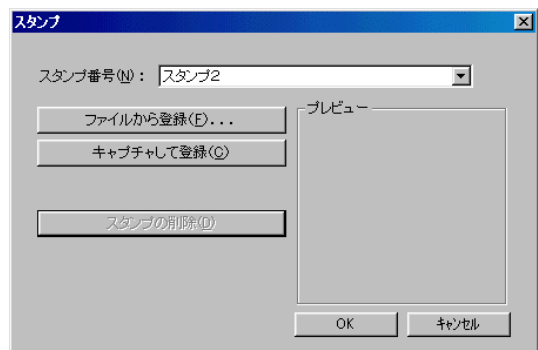 スタンプ
スタンプ番号(N)： スタンプ2
ファイルから登録(F)...
キャプチャして登録(C)
スタンプの削除(D)
プレビュー
OK
キャンセル